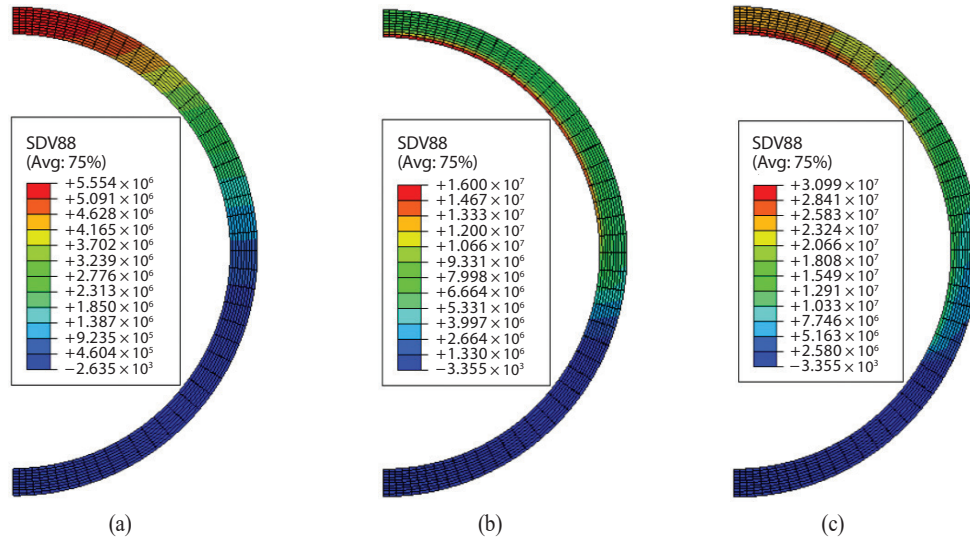 SDV88
(Avg: 75%)
+5.554 × 10⁶
+5.091 × 10⁶
+4.628 × 10⁶
+4.165 × 10⁶
+3.702 × 10⁶
+3.239 × 10⁶
+2.776 × 10⁶
+2.313 × 10⁶
+1.850 × 10⁶
+1.387 × 10⁶
+9.235 × 10⁵
+4.604 × 10⁵
−2.635 × 10³
(a)
SDV88
(Avg: 75%)
+1.600 × 10⁷
+1.467 × 10⁷
+1.333 × 10⁷
+1.200 × 10⁷
+1.066 × 10⁷
+9.331 × 10⁶
+7.998 × 10⁶
+6.664 × 10⁶
+5.331 × 10⁶
+3.997 × 10⁶
+2.664 × 10⁶
+1.330 × 10⁶
−3.355 × 10³
(b)
SDV88
(Avg: 75%)
+3.099 × 10⁷
+2.841 × 10⁷
+2.583 × 10⁷
+2.324 × 10⁷
+2.066 × 10⁷
+1.808 × 10⁷
+1.549 × 10⁷
+1.291 × 10⁷
+1.033 × 10⁷
+7.746 × 10⁶
+5.163 × 10⁶
+2.580 × 10⁶
−3.355 × 10³
(c)